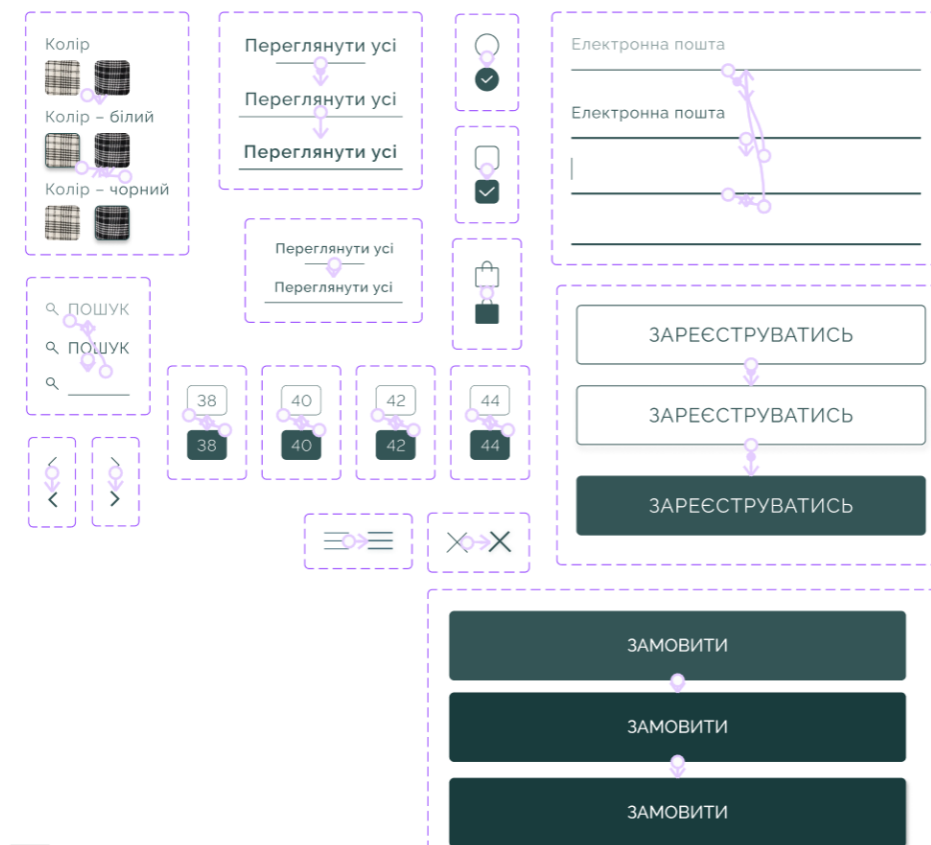 Колір
Колір – білий
Колір – чорний
Переглянути усі
Переглянути усі
Переглянути усі
Електронна пошта
Електронна пошта
Переглянути усі
Переглянути усі
ПОШУК
ПОШУК
ЗАРЕЄСТРУВАТИСЬ
ЗАРЕЄСТРУВАТИСЬ
ЗАРЕЄСТРУВАТИСЬ
38
38
40
40
42
42
44
44
ЗАМОВИТИ
ЗАМОВИТИ
ЗАМОВИТИ